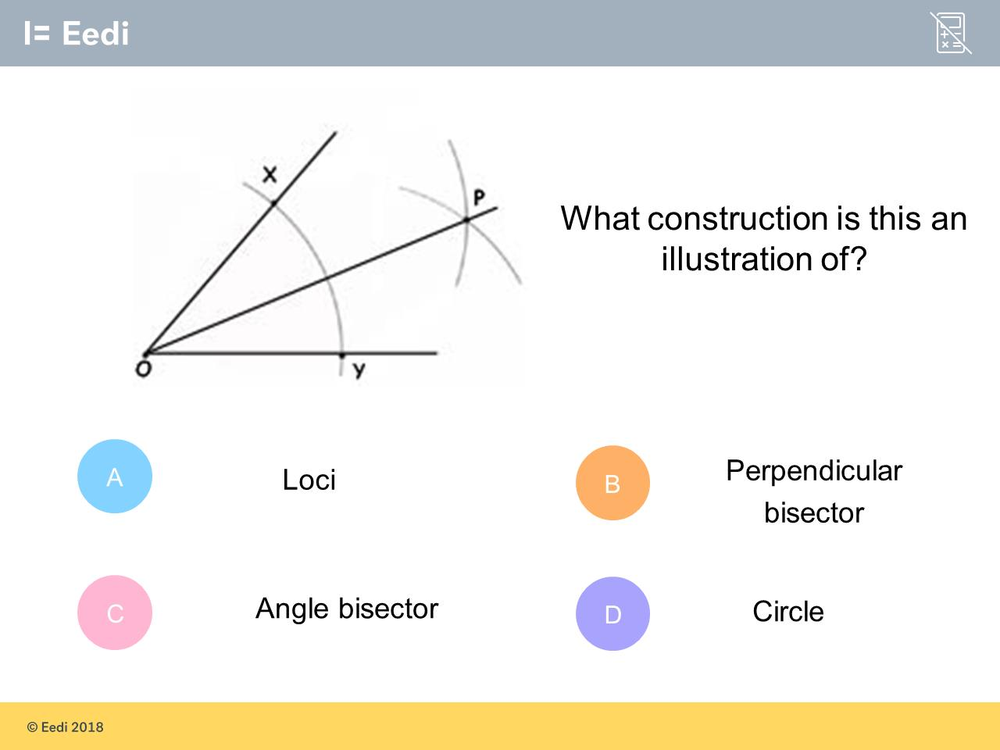 Eedi
X
P
O
y
What construction is this an
illustration of?
A
Loci
B
Perpendicular
bisector
C
Angle bisector
D
Circle
© Eedi 2018